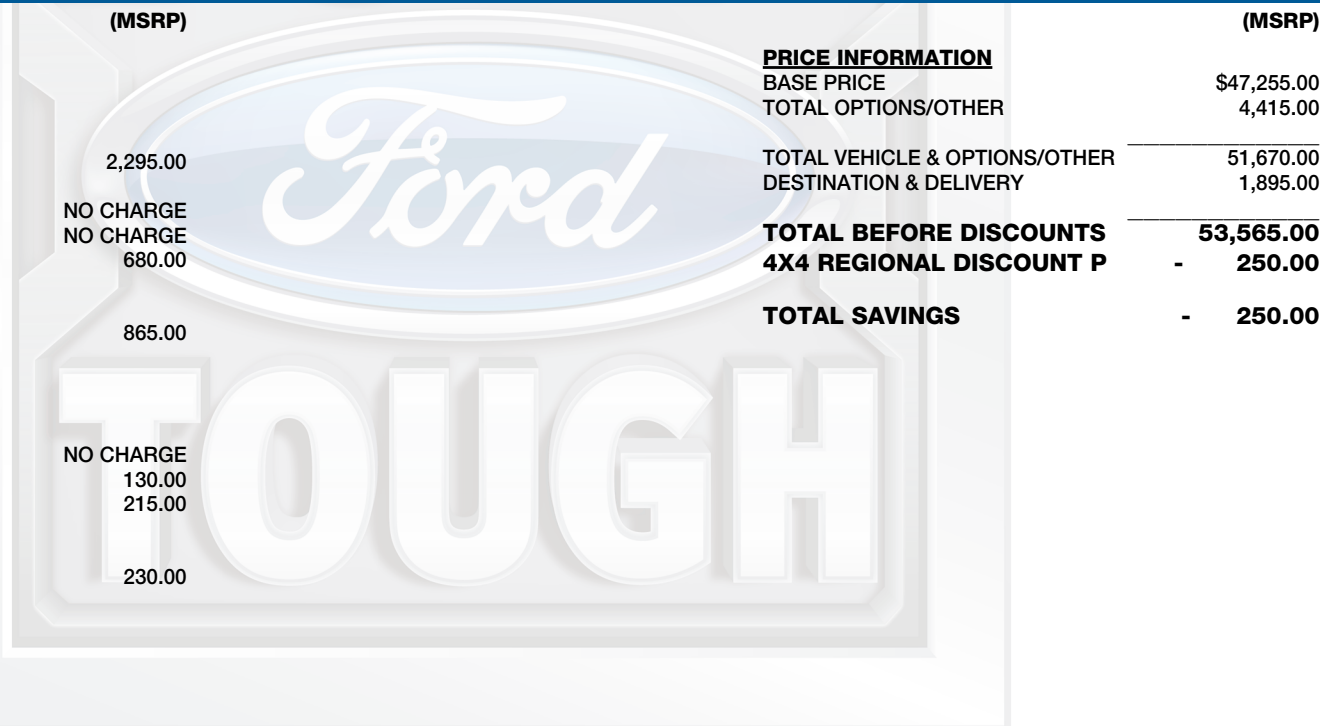 (MSRP)
2,295.00
NO CHARGE
NO CHARGE
680.00
865.00
NO CHARGE
130.00
215.00
230.00
Ford
TOUGH
(MSRP)
PRICE INFORMATION
BASE PRICE $47,255.00
TOTAL OPTIONS/OTHER 4,415.00
TOTAL VEHICLE & OPTIONS/OTHER 51,670.00
DESTINATION & DELIVERY 1,895.00
TOTAL BEFORE DISCOUNTS 53,565.00
4X4 REGIONAL DISCOUNT P - 250.00
TOTAL SAVINGS - 250.00